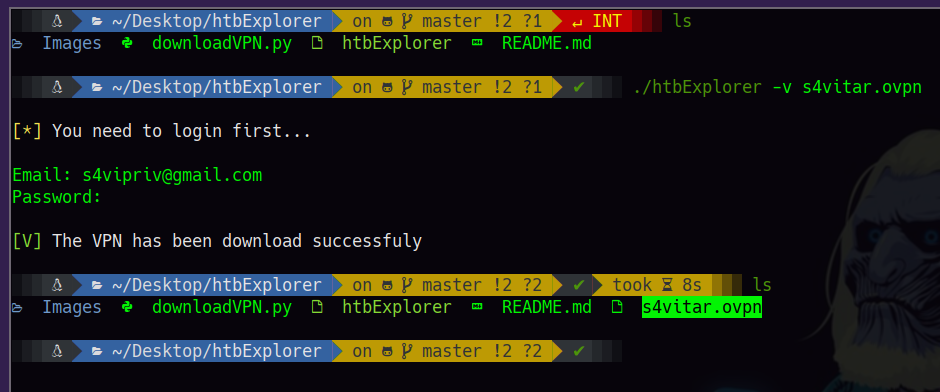 ~/Desktop/htbExplorer on master !2 ?1 ↵ INT ls
Images downloadVPN.py htbExplorer README.md
~/Desktop/htbExplorer on master !2 ?1 ✔ ./htbExplorer -v s4vitar.ovpn
[*] You need to login first...
Email: s4vipriv@gmail.com
Password:
[V] The VPN has been download successfuly
~/Desktop/htbExplorer on master !2 ?2 ✔ took ⌛ 8s ls
Images downloadVPN.py htbExplorer README.md s4vitar.ovpn
~/Desktop/htbExplorer on master !2 ?2 ✔